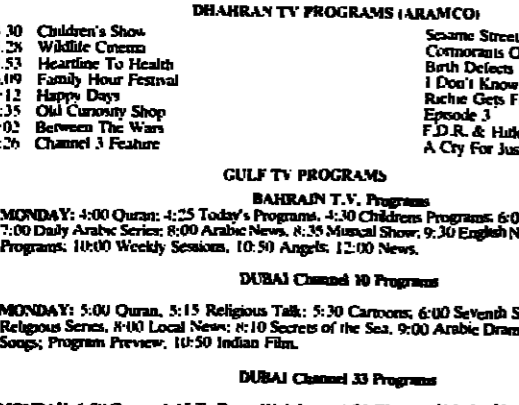 DHAHRAN TV PROGRAMS (ARAMCO)
30 Children's Show Sesame Street
:28 Wildlife Cinema Cormorants
:53 Heartline To Health Birth Defects
:09 Family Hour Festival I Don't Know
:12 Happy Days Richie Gets F
:35 Old Curiosity Shop Episode 3
:02 Between The Wars F.D.R. &
:26 Channel 3 Feature A Cry For Jus
GULF TV PROGRAMS
BAHRAIN T.V. Programs
MONDAY: 4:00 Quran; 4:25 Today's Programs, 4:30 Childrens Programs; 6:0
7:00 Daily Arabic Series; 8:00 Arabic News, 8:35 Musical Show; 9:30 English N
Programs; 10:00 Weekly Sessions, 10:50 Angels; 12:00 News.
DUBAI Channel 10 Programs
MONDAY: 5:00 Quran, 5:15 Religious Talk; 5:30 Cartoons; 6:00 Seventh S
Religious Series, 8:00 Local News; 8:10 Secrets of the Sea, 9:00 Arabic Dram
Songs; Program Preview, 10:50 Indian Film.
DUBAI Channel 33 Programs